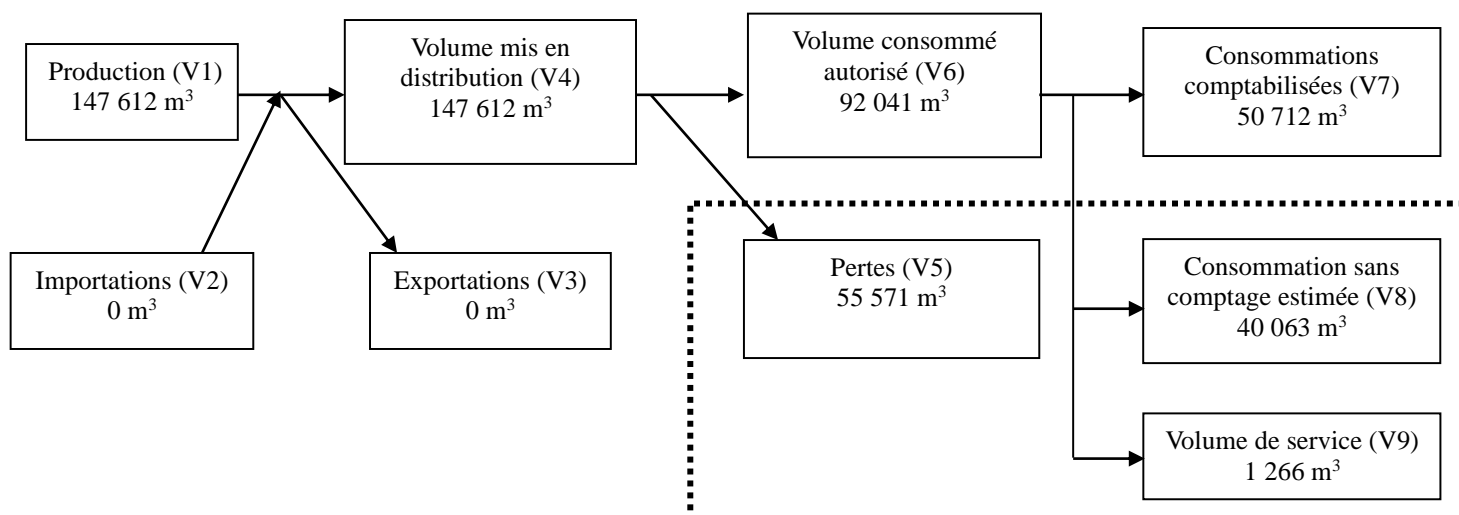 Production (V1)
147 612 m³
Volume mis en
distribution (V4)
147 612 m³
Volume consommé
autorisé (V6)
92 041 m³
Consommations
comptabilisées (V7)
50 712 m³
Importations (V2)
0 m³
Exportations (V3)
0 m³
Pertes (V5)
55 571 m³
Consommation sans
comptage estimée (V8)
40 063 m³
Volume de service (V9)
1 266 m³